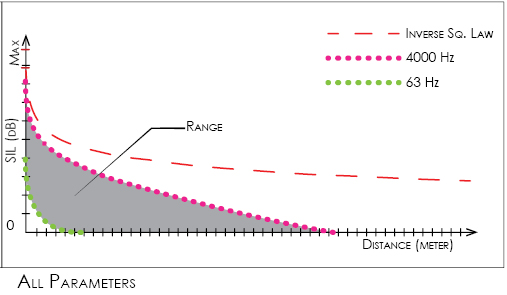 Max
Inverse Sq. Law
4000 Hz
63 Hz
Range
SIL (dB)
0
Distance (meter)
All Parameters